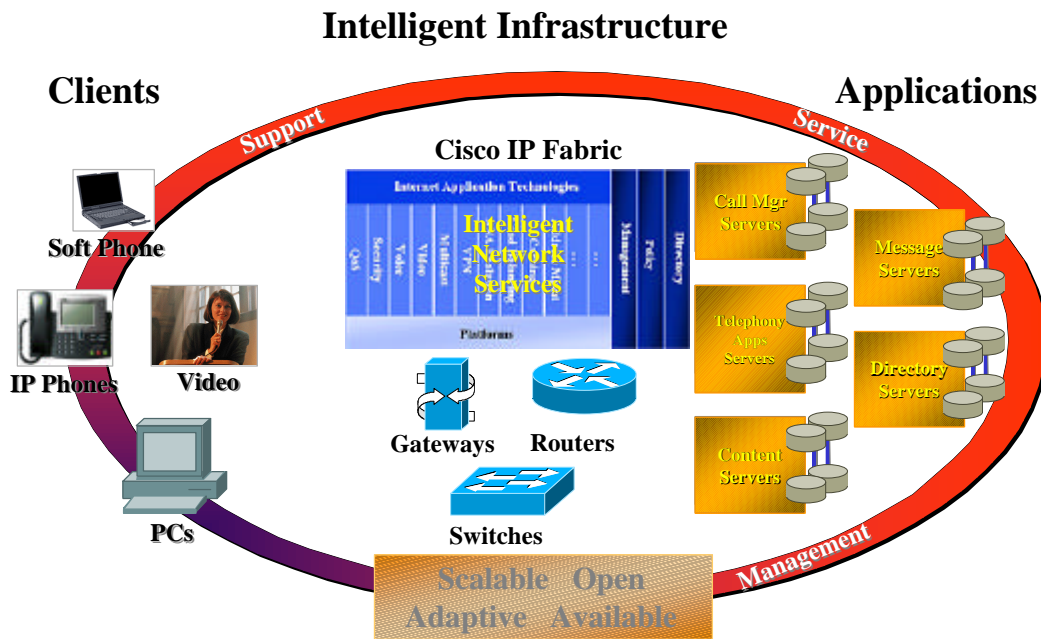 Intelligent Infrastructure
Clients
Applications
Support
Service
Cisco IP Fabric
Internet Application Technologies
Intelligent
Network
Services
QoS
Security
Voice
Video
Multicast
VPN
Management
Policy
Directory
Platforms
Soft Phone
IP Phones
Video
PCs
Gateways
Routers
Switches
Call Mgr
Servers
Message
Servers
Telephony
Apps
Servers
Directory
Servers
Content
Servers
Management
Scalable Open
Adaptive Available